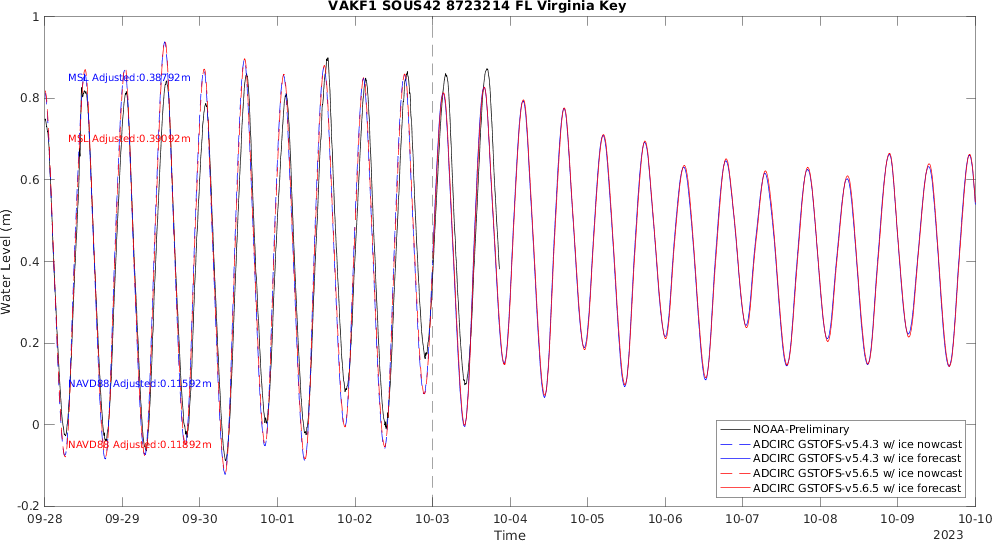 VAKF1 SOUS42 8723214 FL Virginia Key
1
0.8
0.6
0.4
0.2
0
-0.2
Water Level (m)
MSL Adjusted:0.38792m
MSL Adjusted:0.39092m
NAVD88 Adjusted:0.11592m
NAVD88 Adjusted:0.11892m
NOAA-Preliminary
ADCIRC GSTOFS-v5.4.3 w/ ice nowcast
ADCIRC GSTOFS-v5.4.3 w/ ice forecast
ADCIRC GSTOFS-v5.6.5 w/ ice nowcast
ADCIRC GSTOFS-v5.6.5 w/ ice forecast
09-28 09-29 09-30 10-01 10-02 10-03 10-04 10-05 10-06 10-07 10-08 10-09 10-10
Time
2023